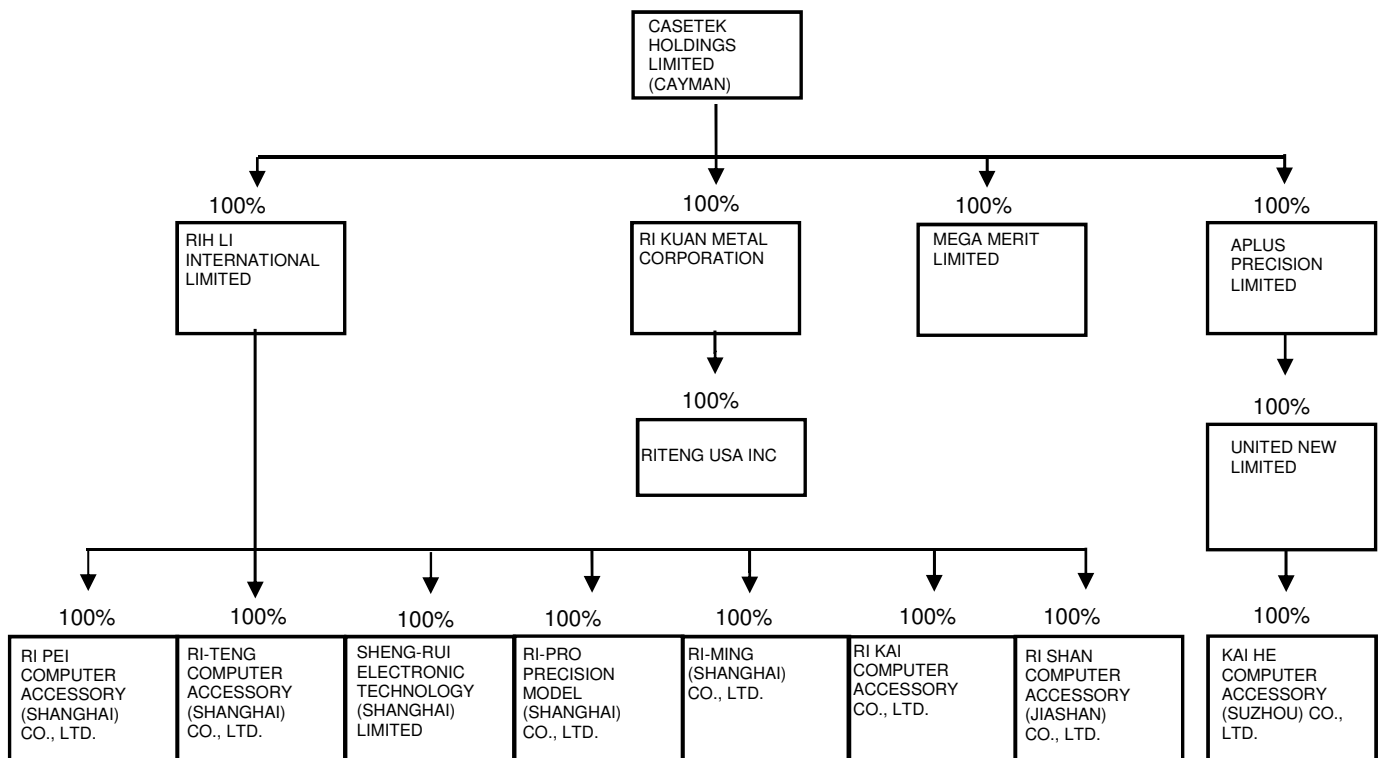 CASETEK
HOLDINGS
LIMITED
(CAYMAN)
100%
100%
100%
100%
RIH LI
INTERNATIONAL
LIMITED
RI KUAN METAL
CORPORATION
MEGA MERIT
LIMITED
APLUS
PRECISION
LIMITED
100%
100%
RITENG USA INC
UNITED NEW
LIMITED
100%
100%
100%
100%
100%
100%
100%
100%
RI PEI
COMPUTER
ACCESSORY
(SHANGHAI)
CO., LTD.
RI-TENG
COMPUTER
ACCESSORY
(SHANGHAI)
CO., LTD.
SHENG-RUI
ELECTRONIC
TECHNOLOGY
(SHANGHAI)
LIMITED
RI-PRO
PRECISION
MODEL
(SHANGHAI)
CO., LTD.
RI-MING
(SHANGHAI)
CO., LTD.
RI KAI
COMPUTER
ACCESSORY
CO., LTD.
RI SHAN
COMPUTER
ACCESSORY
(JIASHAN)
CO., LTD.
KAI HE
COMPUTER
ACCESSORY
(SUZHOU) CO.,
LTD.